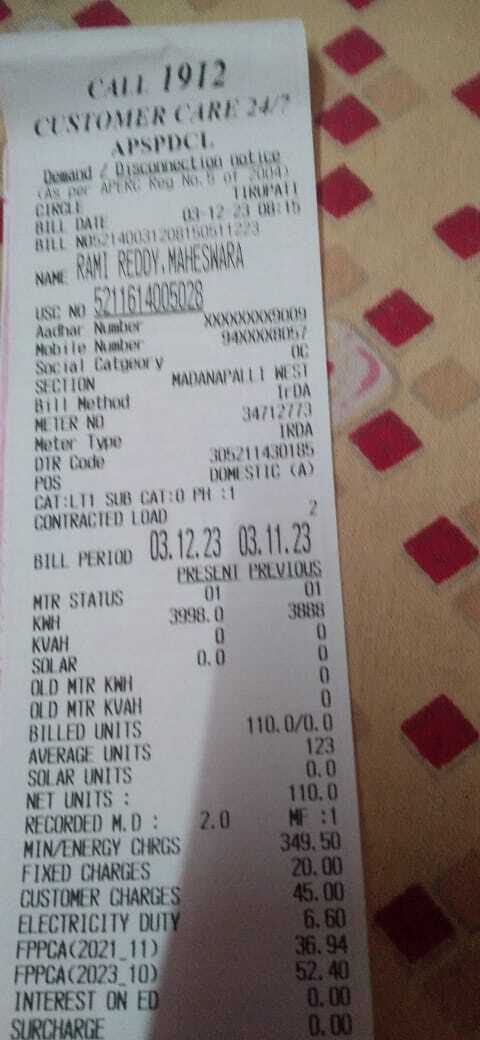 CALL 1912
CUSTOMER CARE 24/7
APSPDCL
Demand / Disconnection notice
(As per APERC Reg No.5 of 2004)
CIRCLE TIRUPATI
BILL DATE 03-12-23 08:15
BILL NO5214003120815051​1223
NAME RAMI REDDY.MAHESWARA
USC NO 5211614005028
Aadhar Number XXXXXXXX9009
Mobile Number 94XXXX8057
Social Catgeory OC
SECTION MADANAPALLI WEST
Bill Method IrDA
METER NO 34712773
Meter Type IRDA
DTR Code 305211430185
POS DOMESTIC (A)
CAT:LT1 SUB CAT:0 PH :1
CONTRACTED LOAD 2
BILL PERIOD 03.12.23 03.11.23
PRESENT PREVIOUS
MTR STATUS 01 01
KWH 3998.0 3888
KVAH 0 0
SOLAR 0.0 0
OLD MTR KWH 0
OLD MTR KVAH 0
BILLED UNITS 110.0/0.0
AVERAGE UNITS 123
SOLAR UNITS 0.0
NET UNITS : 110.0
RECORDED M.D : 2.0 MF :1
MIN/ENERGY CHRGS 349.50
FIXED CHARGES 20.00
CUSTOMER CHARGES 45.00
ELECTRICITY DUTY 6.60
FPPCA(2021_11) 36.94
FPPCA(2023_10) 52.40
INTEREST ON ED 0.00
SURCHARGE 0.00